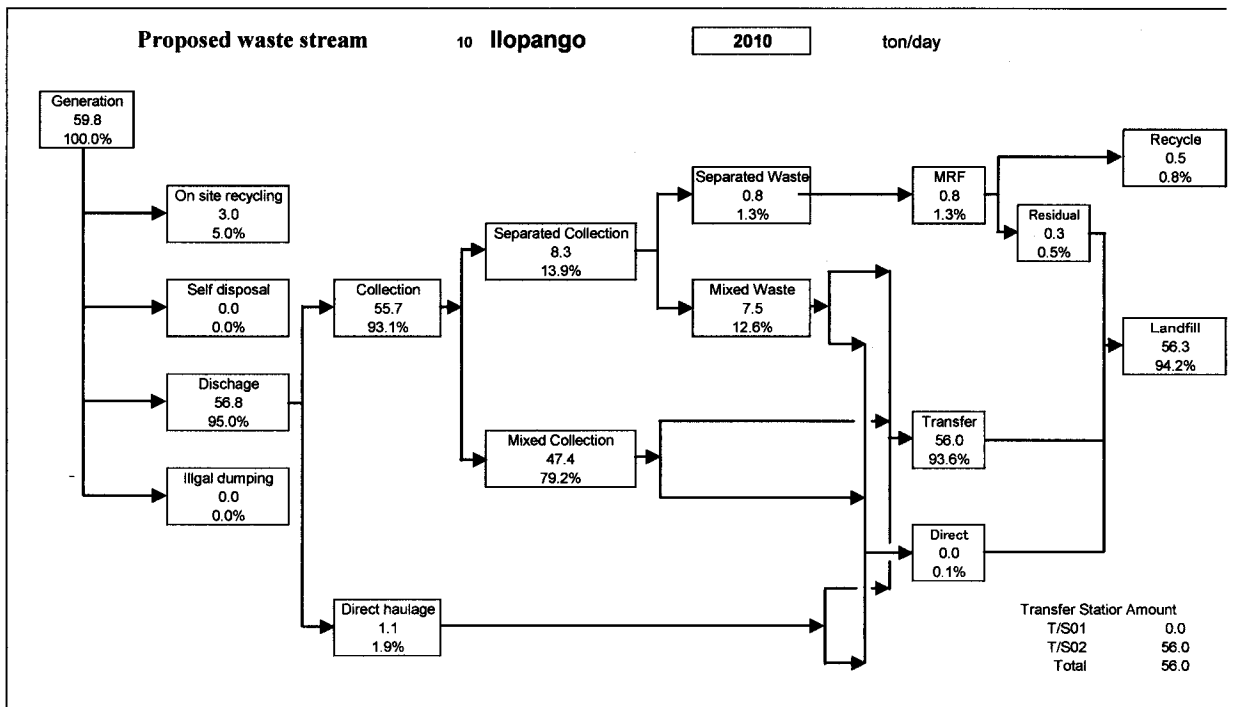 Proposed waste stream 10 Ilopango 2010 ton/day
Generation
59.8
100.0%
On site recycling
3.0
5.0%
Self disposal
0.0
0.0%
Dischage
56.8
95.0%
Illigal dumping
0.0
0.0%
Collection
55.7
93.1%
Direct haulage
1.1
1.9%
Separated Collection
8.3
13.9%
Mixed Collection
47.4
79.2%
Separated Waste
0.8
1.3%
Mixed Waste
7.5
12.6%
MRF
0.8
1.3%
Residual
0.3
0.5%
Recycle
0.5
0.8%
Transfer
56.0
93.6%
Direct
0.0
0.1%
Landfill
56.3
94.2%
Transfer Statior Amount
T/S01 0.0
T/S02 56.0
Total 56.0